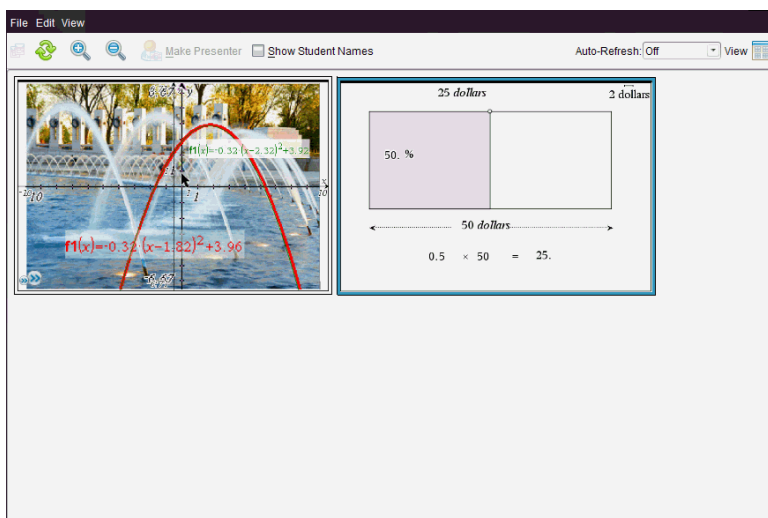 File Edit View
Make Presenter Show Student Names Auto-Refresh: Off View
y
f1(x)=-0.32·(x-2.32)²+3.92
x
1
10
f1(x)=-0.32·(x-1.82)²+3.96
-6.67
25 dollars
2 dollars
50. %
50 dollars
0.5 × 50 = 25.